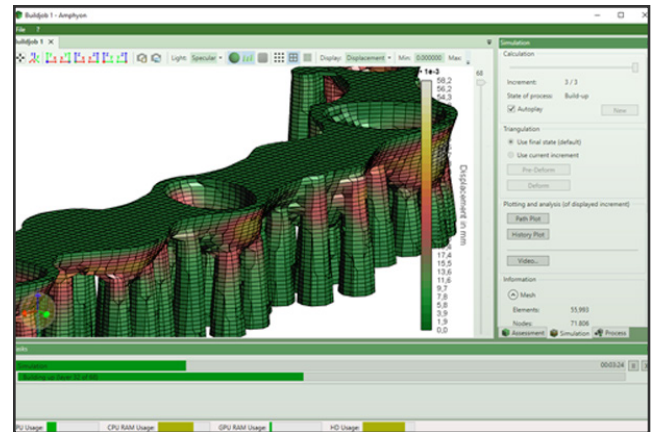 Buildjob 1 - Amphyon
File ?
Buildjob 1 ×
Light: Specular
Display: Displacement
Min: 0.000000
Max:
Simulation
Calculation
Increment: 3 / 3
State of process: Build-up
Autoplay
New
Triangulation
Use final state (default)
Use current increment
Pre-Deform
Deform
Plotting and analysis (of displayed increment)
Path Plot
History Plot
Video...
Information
Mesh
Elements: 55,993
Nodes: 71,806
Assessment Simulation Process
1e-3
58,2
56,2
54,3
17,4
15,5
13,6
11,6
9,7
7,8
5,8
3,9
1,9
0,0
Displacement in mm
68
Simulation
00:03:24
CPU RAM Usage:
GPU RAM Usage:
HD Usage: